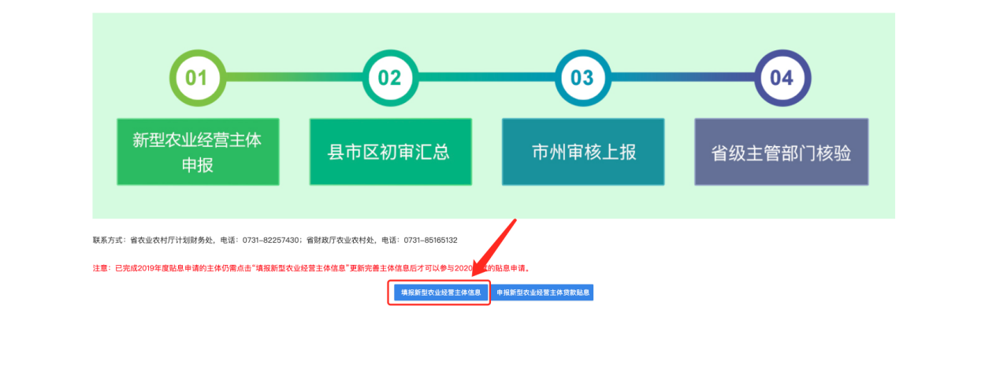 01
02
03
04
新型农业经营主体
申报
县市区初审汇总
市州审核上报
省级主管部门核验
联系方式：省农业农村厅计划财务处，电话：0731-82257430；省财政厅农业农村处，电话：0731-85165132
注意：已完成2019年度贴息申请的主体仍需点击“填报新型农业经营主体信息”更新完善主体信息后才可以参与2020 的贴息申请。
填报新型农业经营主体信息
申报新型农业经营主体贷款贴息